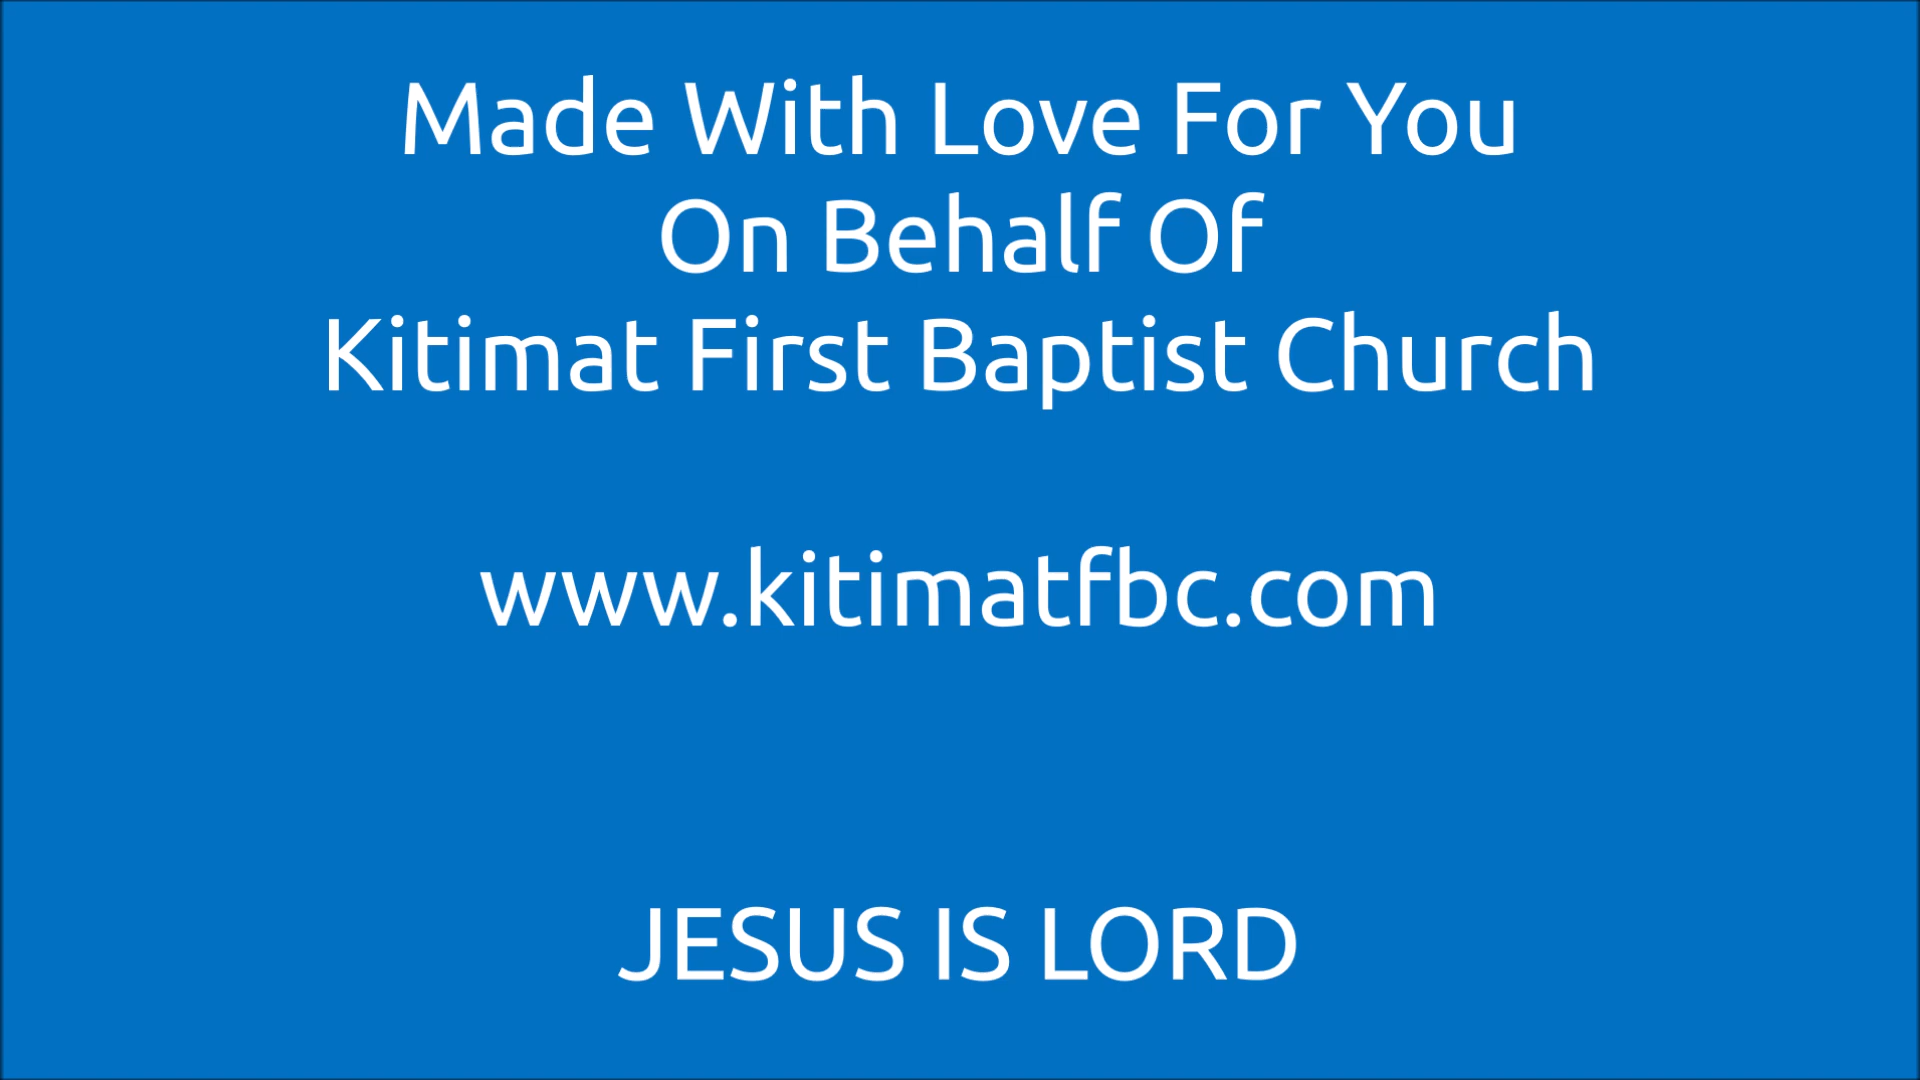 Made With Love For You
On Behalf Of
Kitimat First Baptist Church
www.kitimatfbc.com
JESUS IS LORD